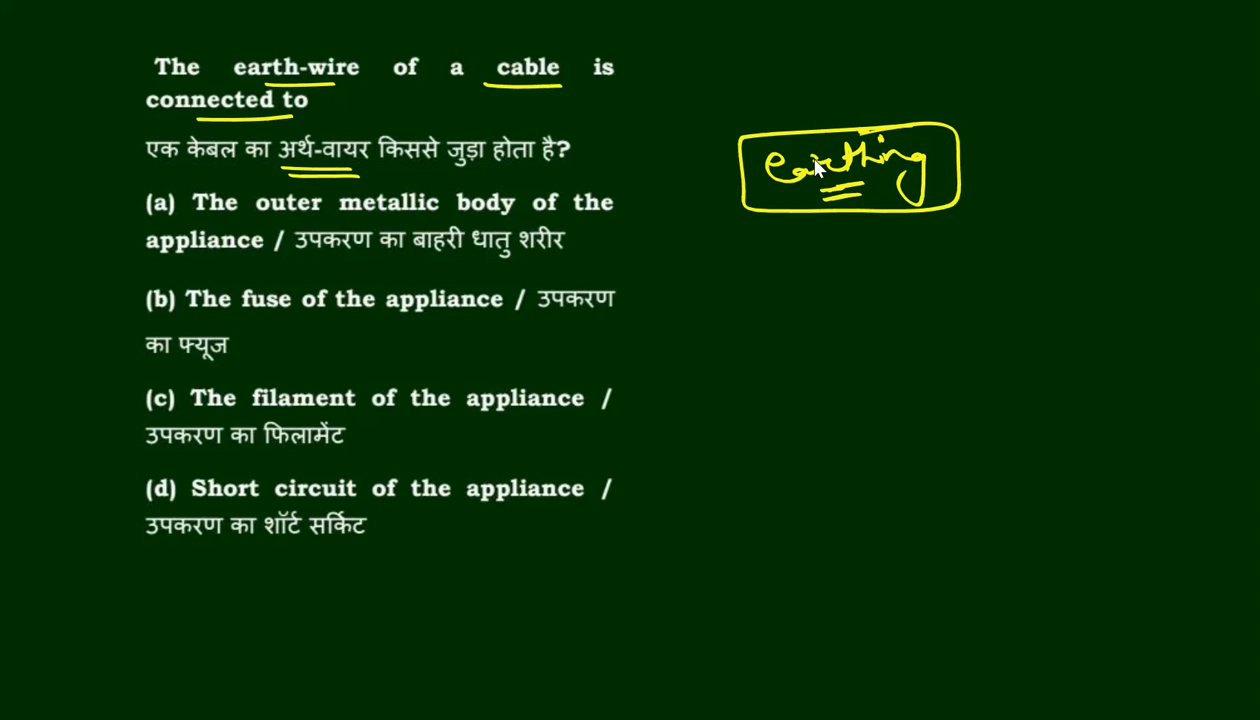 The earth-wire of a cable is
connected to
एक केबल का अर्थ-वायर किससे जुड़ा होता है?
(a) The outer metallic body of the
appliance / उपकरण का बाहरी धातु शरीर
(b) The fuse of the appliance / उपकरण
का फ्यूज
(c) The filament of the appliance /
उपकरण का फिलामेंट
(d) Short circuit of the appliance /
उपकरण का शॉर्ट सर्किट
earthing